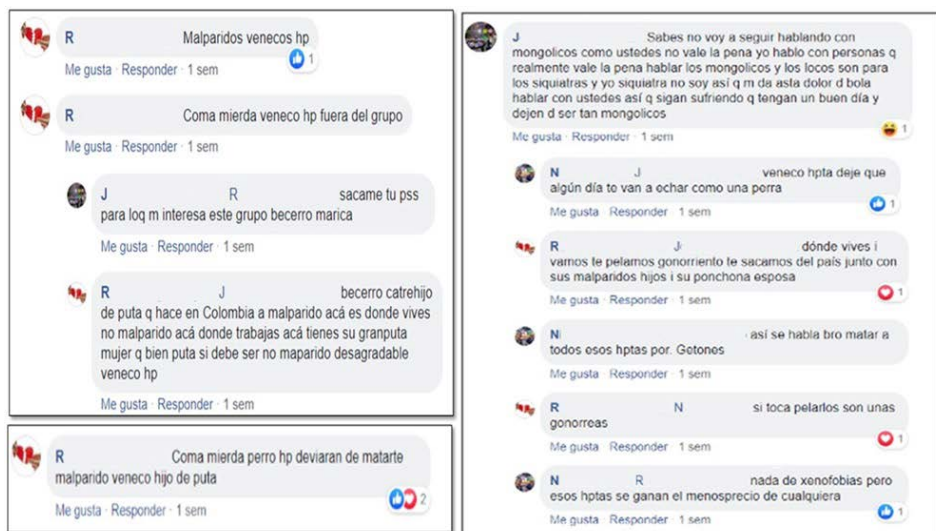 R Malparidos venecos hp
1
Me gusta · Responder · 1 sem
R Coma mierda veneco hp fuera del grupo
Me gusta · Responder · 1 sem
J R sacame tu pss
para loq m interesa este grupo becerro marica
Me gusta · Responder · 1 sem
R J becerro catrehijo
de puta q hace en Colombia a malparido acá es donde vives
no malparido acá donde trabajas acá tienes su granputa
mujer q bien puta si debe ser no maparido desagradable
veneco hp
Me gusta · Responder · 1 sem
R Coma mierda perro hp deviaran de matarte
malparido veneco hijo de puta
2
Me gusta · Responder · 1 sem
J Sabes no voy a seguir hablando con
mongolicos como ustedes no vale la pena yo hablo con personas q
realmente vale la pena hablar los mongolicos y los locos son para
los siquiatras y yo siquiatra no soy así q m da asta dolor d bola
hablar con ustedes así q sigan sufriendo q tengan un buen día y
dejen d ser tan mongolicos
1
Me gusta · Responder · 1 sem
N J veneco hpta deje que
algún día te van a echar como una perra
1
Me gusta · Responder · 1 sem
R J dónde vives i
vamos te pelamos gonorriento te sacamos del país junto con
sus malparidos hijos i su ponchona esposa
1
Me gusta · Responder · 1 sem
N así se habla bro matar a
todos esos hptas por. Getones
Me gusta · Responder · 1 sem
R N si toca pelarlos son unas
gonorreas
1
Me gusta · Responder · 1 sem
N R nada de xenofobias pero
esos hptas se ganan el menosprecio de cualquiera
1
Me gusta · Responder · 1 sem